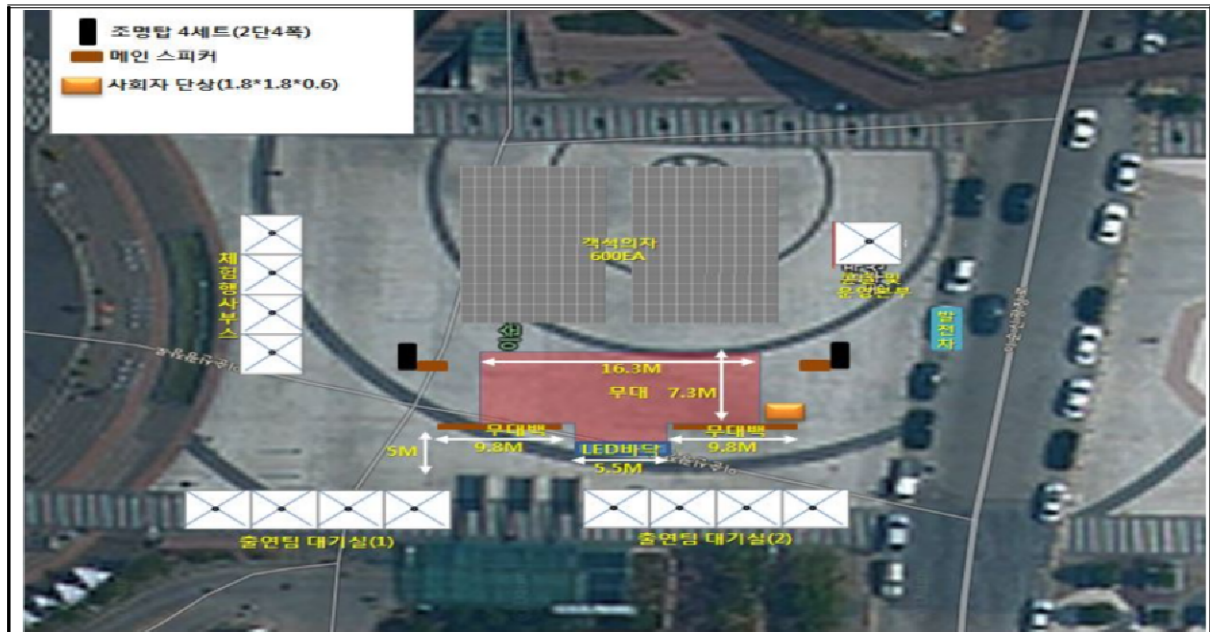 조명탑 4세트(2단4폭)
메인 스피커
사회자 단상(1.8*1.8*0.6)
객석의자
600EA
체험행사부스
운영본부
발전차
16.3M
무대 7.3M
무대백
무대백
9.8M
LED바닥
9.8M
5M
5.5M
출연팀 대기실(1)
출연팀 대기실(2)